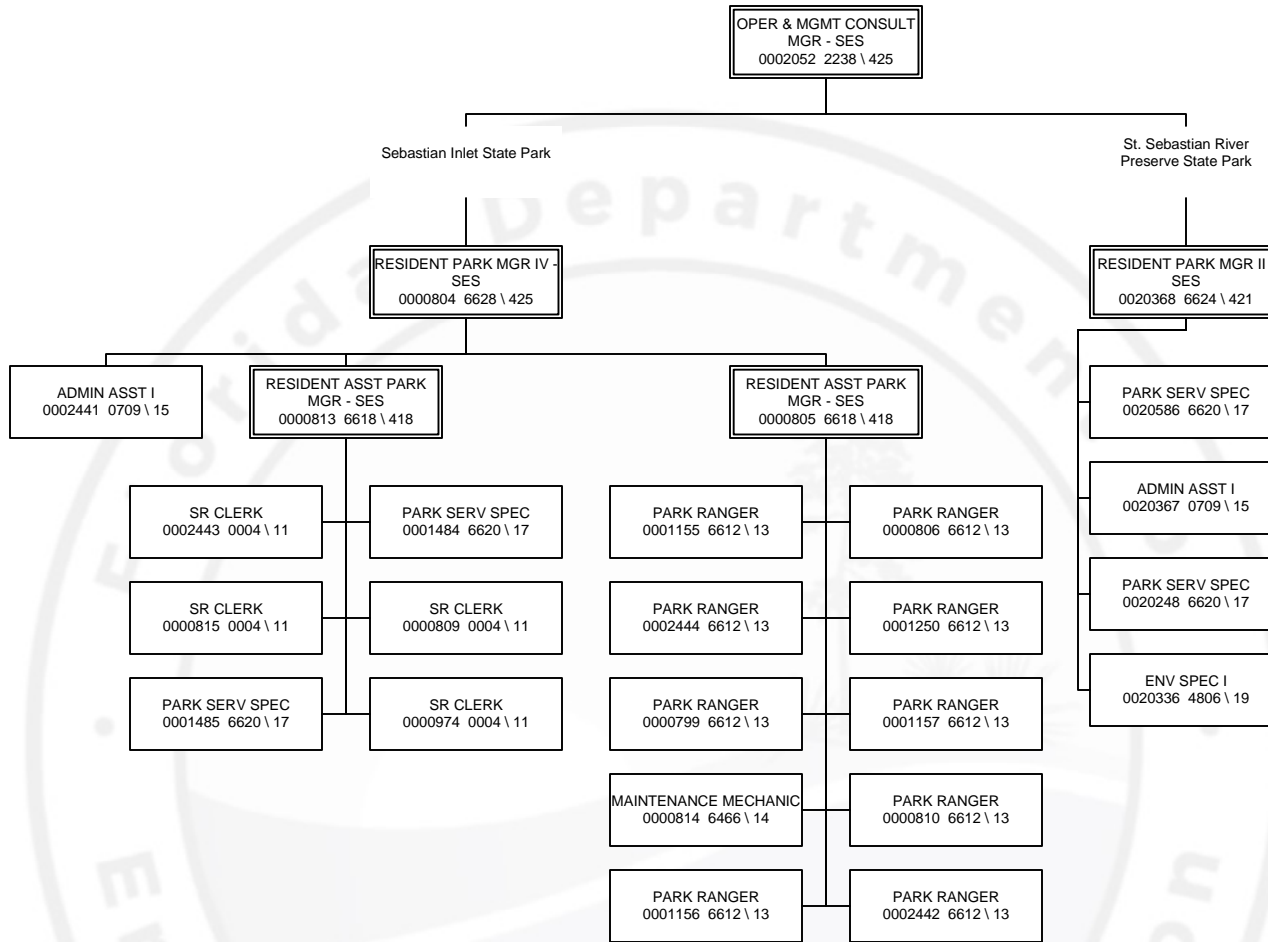 OPER & MGMT CONSULT
MGR - SES
0002052 2238 \ 425
Sebastian Inlet State Park
St. Sebastian River
Preserve State Park
RESIDENT PARK MGR IV -
SES
0000804 6628 \ 425
RESIDENT PARK MGR II
SES
0020368 6624 \ 421
ADMIN ASST I
0002441 0709 \ 15
RESIDENT ASST PARK
MGR - SES
0000813 6618 \ 418
RESIDENT ASST PARK
MGR - SES
0000805 6618 \ 418
PARK SERV SPEC
0020586 6620 \ 17
SR CLERK
0002443 0004 \ 11
PARK SERV SPEC
0001484 6620 \ 17
PARK RANGER
0001155 6612 \ 13
PARK RANGER
0000806 6612 \ 13
ADMIN ASST I
0020367 0709 \ 15
SR CLERK
0000815 0004 \ 11
SR CLERK
0000809 0004 \ 11
PARK RANGER
0002444 6612 \ 13
PARK RANGER
0001250 6612 \ 13
PARK SERV SPEC
0020248 6620 \ 17
PARK SERV SPEC
0001485 6620 \ 17
SR CLERK
0000974 0004 \ 11
PARK RANGER
0000799 6612 \ 13
PARK RANGER
0001157 6612 \ 13
ENV SPEC I
0020336 4806 \ 19
MAINTENANCE MECHANIC
0000814 6466 \ 14
PARK RANGER
0000810 6612 \ 13
PARK RANGER
0001156 6612 \ 13
PARK RANGER
0002442 6612 \ 13
Florida Department